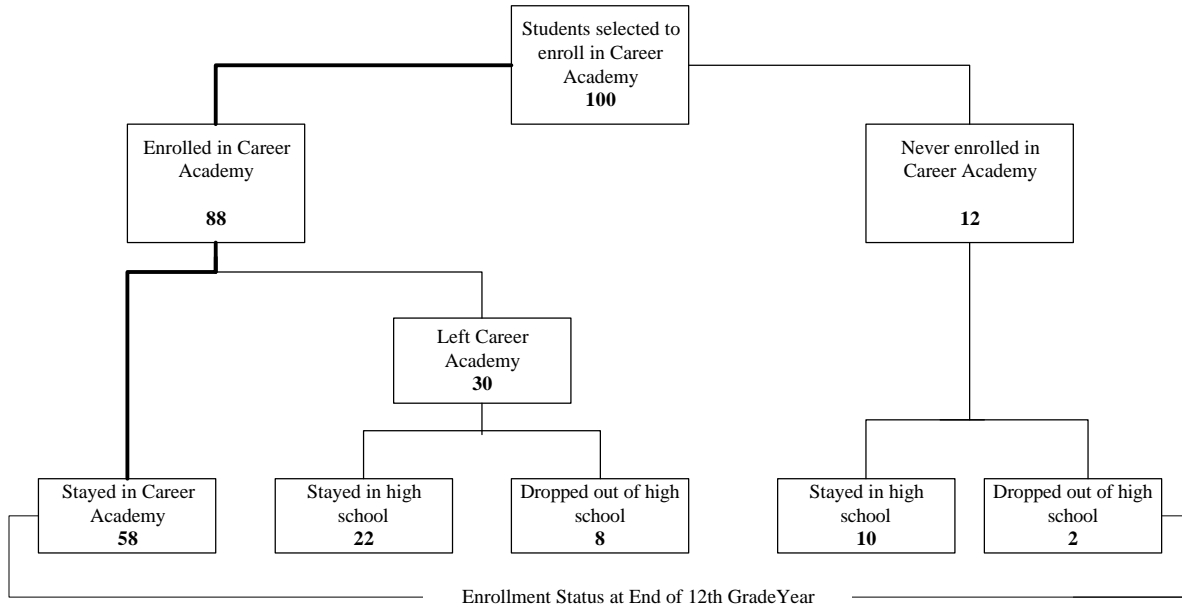 Students selected to
enroll in Career
Academy
100
Enrolled in Career
Academy
88
Never enrolled in
Career Academy
12
Left Career
Academy
30
Stayed in Career
Academy
58
Stayed in high
school
22
Dropped out of high
school
8
Stayed in high
school
10
Dropped out of high
school
2
Enrollment Status at End of 12th GradeYear